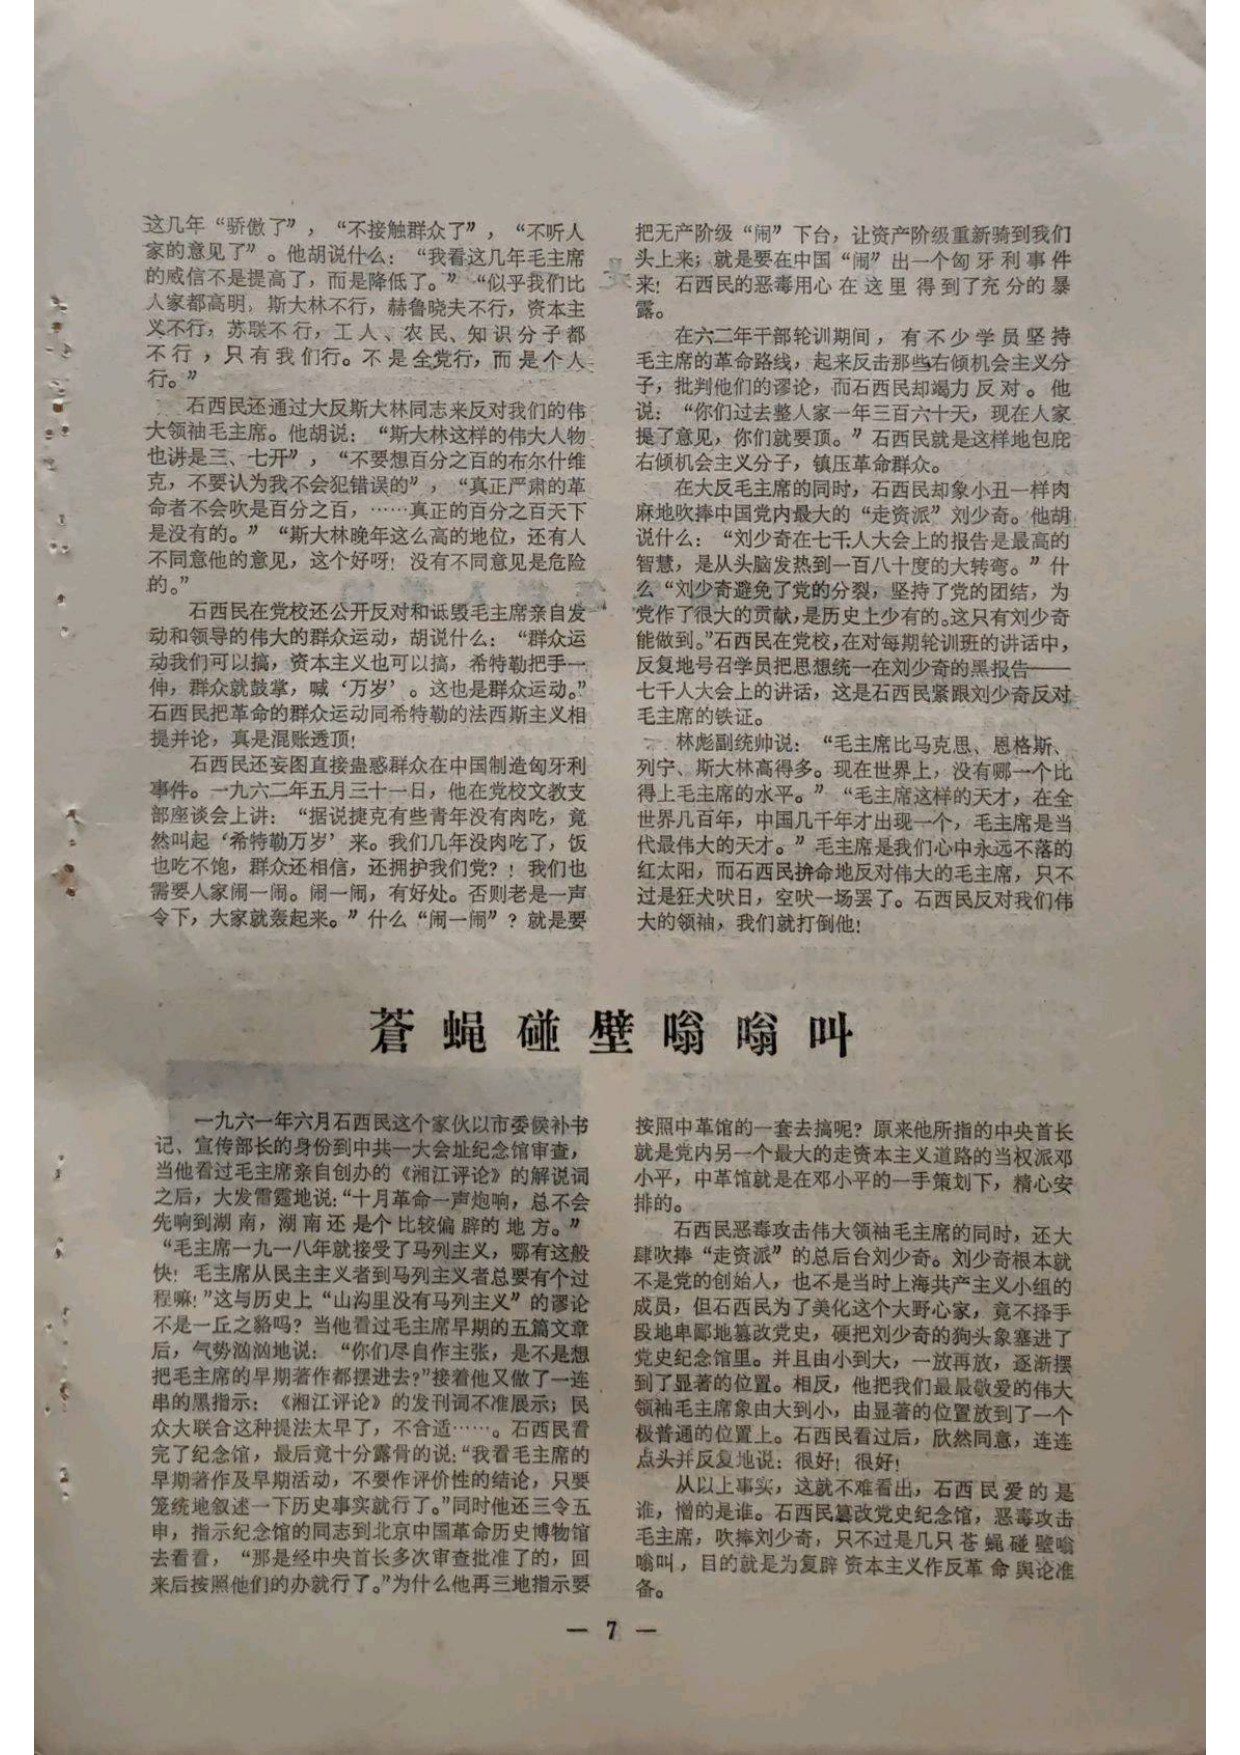 这几年“骄傲了”，“不接触群众了”，“不听人
家的意见了”。他胡说什么：“我看这几年毛主席
的威信不是提高了，而是降低了。”“似乎我们比
人家都高明，斯大林不行，赫鲁晓夫不行，资本主
义不行，苏联不行，工人、农民、知识分子都
不行，只有我们行。不是全党行，而是个人
行。”
石西民还通过大反斯大林同志来反对我们的伟
大领袖毛主席。他胡说：“斯大林这样的伟大人物
也讲是三、七开”，“不要想百分之百的布尔什维
克，不要认为我不会犯错误的”，“真正严肃的革
命者不会吹是百分之百，……真正的百分之百天下
是没有的。”“斯大林晚年这么高的地位，还有人
不同意他的意见，这个好呀！没有不同意见是危险
的。”
石西民在党校还公开反对和诋毁毛主席亲自发
动和领导的伟大的群众运动，胡说什么：“群众运
动我们可以搞，资本主义也可以搞，希特勒把手一
伸，群众就鼓掌，喊‘万岁’。这也是群众运动。”
石西民把革命的群众运动同希特勒的法西斯主义相
提并论，真是混账透顶！
石西民还妄图直接蛊惑群众在中国制造匈牙利
事件。一九六二年五月三十一日，他在党校文教支
部座谈会上讲：“据说捷克有些青年没有肉吃，竟
然叫起‘希特勒万岁’来。我们几年没肉吃了，饭
也吃不饱，群众还相信，还拥护我们党？！我们也
需要人家闹一闹。闹一闹，有好处。否则老是一声
令下，大家就轰起来。”什么“闹一闹”？就是要
把无产阶级“闹”下台，让资产阶级重新骑到我们
头上来；就是要在中国“闹”出一个匈牙利事件
来！石西民的恶毒用心在这里得到了充分的暴
露。
在六二年干部轮训期间，有不少学员坚持
毛主席的革命路线，起来反击那些右倾机会主义分
子，批判他们的谬论，而石西民却竭力反对。他
说：“你们过去整人家一年三百六十天，现在人家
提了意见，你们就要顶。”石西民就是这样地包庇
右倾机会主义分子，镇压革命群众。
在大反毛主席的同时，石西民却象小丑一样肉
麻地吹捧中国党内最大的“走资派”刘少奇。他胡
说什么：“刘少奇在七千人大会上的报告是最高的
智慧，是从头脑发热到一百八十度的大转弯。”什
么“刘少奇避免了党的分裂，坚持了党的团结，为
党作了很大的贡献，是历史上少有的。这只有刘少奇
能做到。”石西民在党校，在对每期轮训班的讲话中，
反复地号召学员把思想统一在刘少奇的黑报告——
七千人大会上的讲话，这是石西民紧跟刘少奇反对
毛主席的铁证。
林彪副统帅说：“毛主席比马克思、恩格斯、
列宁、斯大林高得多。现在世界上，没有哪一个比
得上毛主席的水平。”“毛主席这样的天才，在全
世界几百年，中国几千年才出现一个，毛主席是当
代最伟大的天才。”毛主席是我们心中永远不落的
红太阳，而石西民拚命地反对伟大的毛主席，只不
过是狂犬吠日，空吠一场罢了。石西民反对我们伟
大的领袖，我们就打倒他！
蒼蝇碰壁嗡嗡叫
一九六一年六月石西民这个家伙以市委候补书
记、宣传部长的身份到中共一大会址纪念馆审查，
当他看过毛主席亲自创办的《湘江评论》的解说词
之后，大发雷霆地说：“十月革命一声炮响，总不会
先响到湖南，湖南还是个比较偏辟的地方。”
“毛主席一九一八年就接受了马列主义，哪有这般
快！毛主席从民主主义者到马列主义者总要有个过
程嘛！”这与历史上“山沟里没有马列主义”的谬论
不是一丘之貉吗？当他看过毛主席早期的五篇文章
后，气势汹汹地说：“你们尽自作主张，是不是想
把毛主席的早期著作都摆进去？”接着他又做了一连
串的黑指示：《湘江评论》的发刊词不准展示；民
众大联合这种提法太早了，不合适……。石西民看
完了纪念馆，最后竟十分露骨的说：“我看毛主席的
早期著作及早期活动，不要作评价性的结论，只要
笼统地叙述一下历史事实就行了。”同时他还三令五
申，指示纪念馆的同志到北京中国革命历史博物馆
去看看，“那是经中央首长多次审查批准了的，回
来后按照他们的办就行了。”为什么他再三地指示要
按照中革馆的一套去搞呢？原来他所指的中央首长
就是党内另一个最大的走资本主义道路的当权派邓
小平，中革馆就是在邓小平的一手策划下，精心安
排的。
石西民恶毒攻击伟大领袖毛主席的同时，还大
肆吹捧“走资派”的总后台刘少奇。刘少奇根本就
不是党的创始人，也不是当时上海共产主义小组的
成员，但石西民为了美化这个大野心家，竟不择手
段地卑鄙地篡改党史，硬把刘少奇的狗头象塞进了
党史纪念馆里。并且由小到大，一放再放，逐渐摆
到了显著的位置。相反，他把我们最最敬爱的伟大
领袖毛主席象由大到小，由显著的位置放到了一个
极普通的位置上。石西民看过后，欣然同意，连连
点头并反复地说：很好！很好！
从以上事实，这就不难看出，石西民爱的是
谁，憎的是谁。石西民篡改党史纪念馆，恶毒攻击
毛主席，吹捧刘少奇，只不过是几只苍蝇碰壁嗡
嗡叫，目的就是为复辟资本主义作反革命舆论准
备。
— 7 —